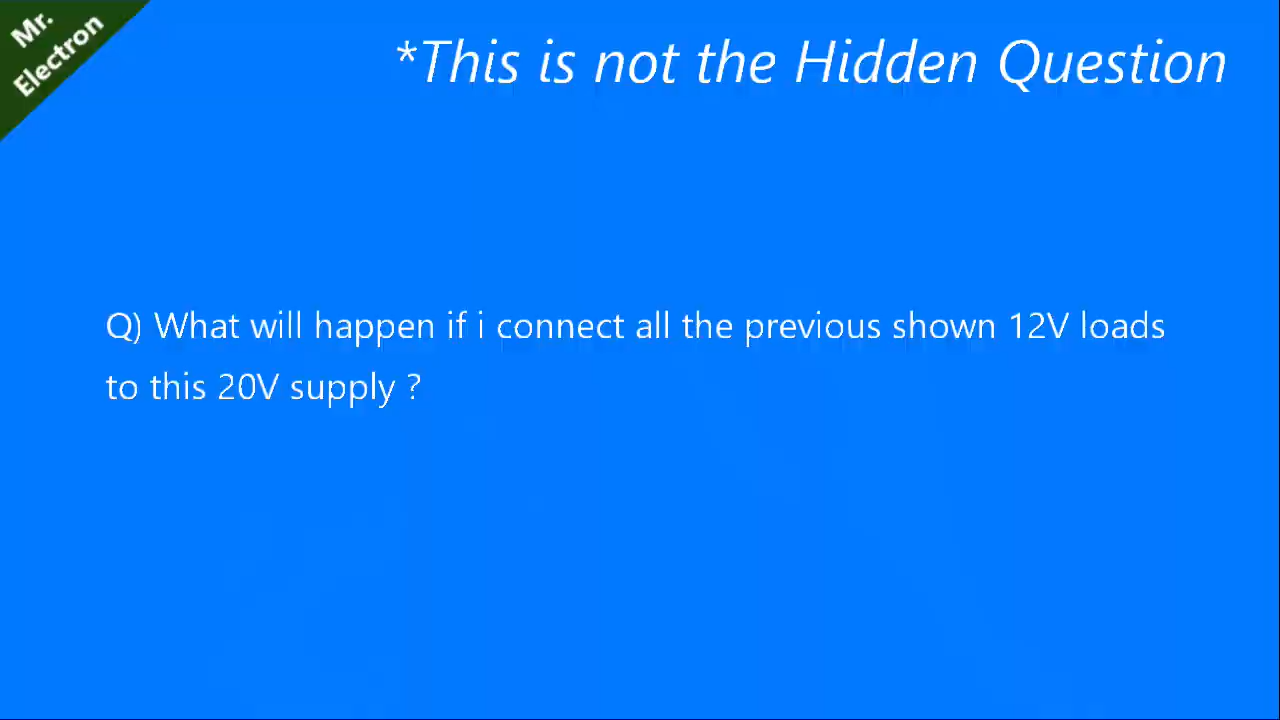 Mr.
Electron
*This is not the Hidden Question
Q) What will happen if i connect all the previous shown 12V loads
to this 20V supply ?